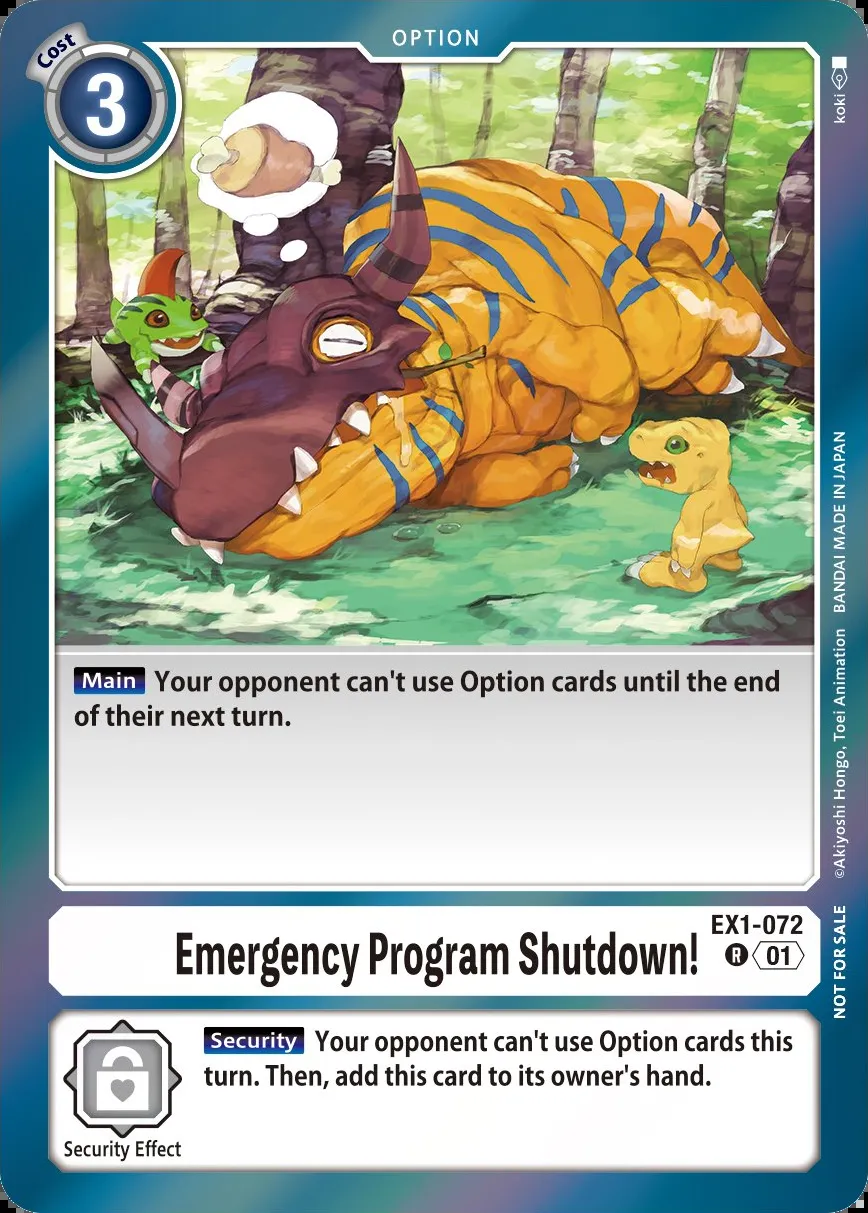 OPTION
Cost
3
koki
Main Your opponent can't use Option cards until the end
of their next turn.
©Akiyoshi Hongo, Toei Animation BANDAI MADE IN JAPAN
NOT FOR SALE
EX1-072
Emergency Program Shutdown!
R 01
Security Your opponent can't use Option cards this
turn. Then, add this card to its owner's hand.
Security Effect